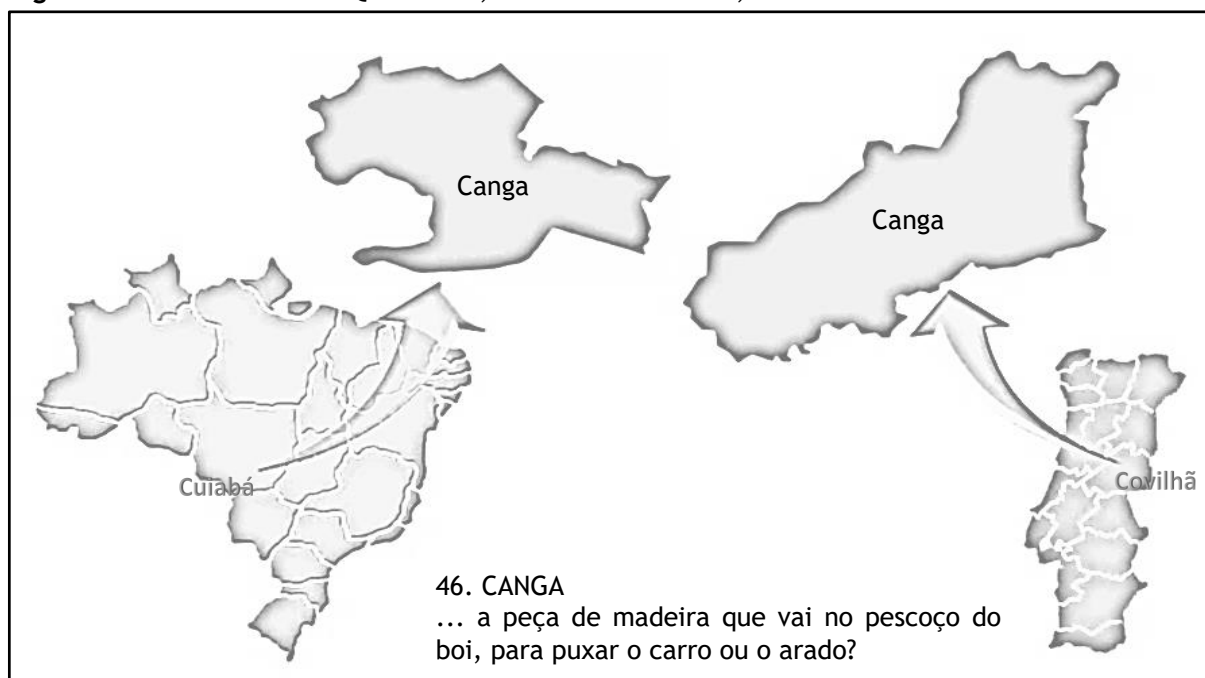 Canga
Canga
Cuiabá
Covilhã
46. CANGA
... a peça de madeira que vai no pescoço do
boi, para puxar o carro ou o arado?